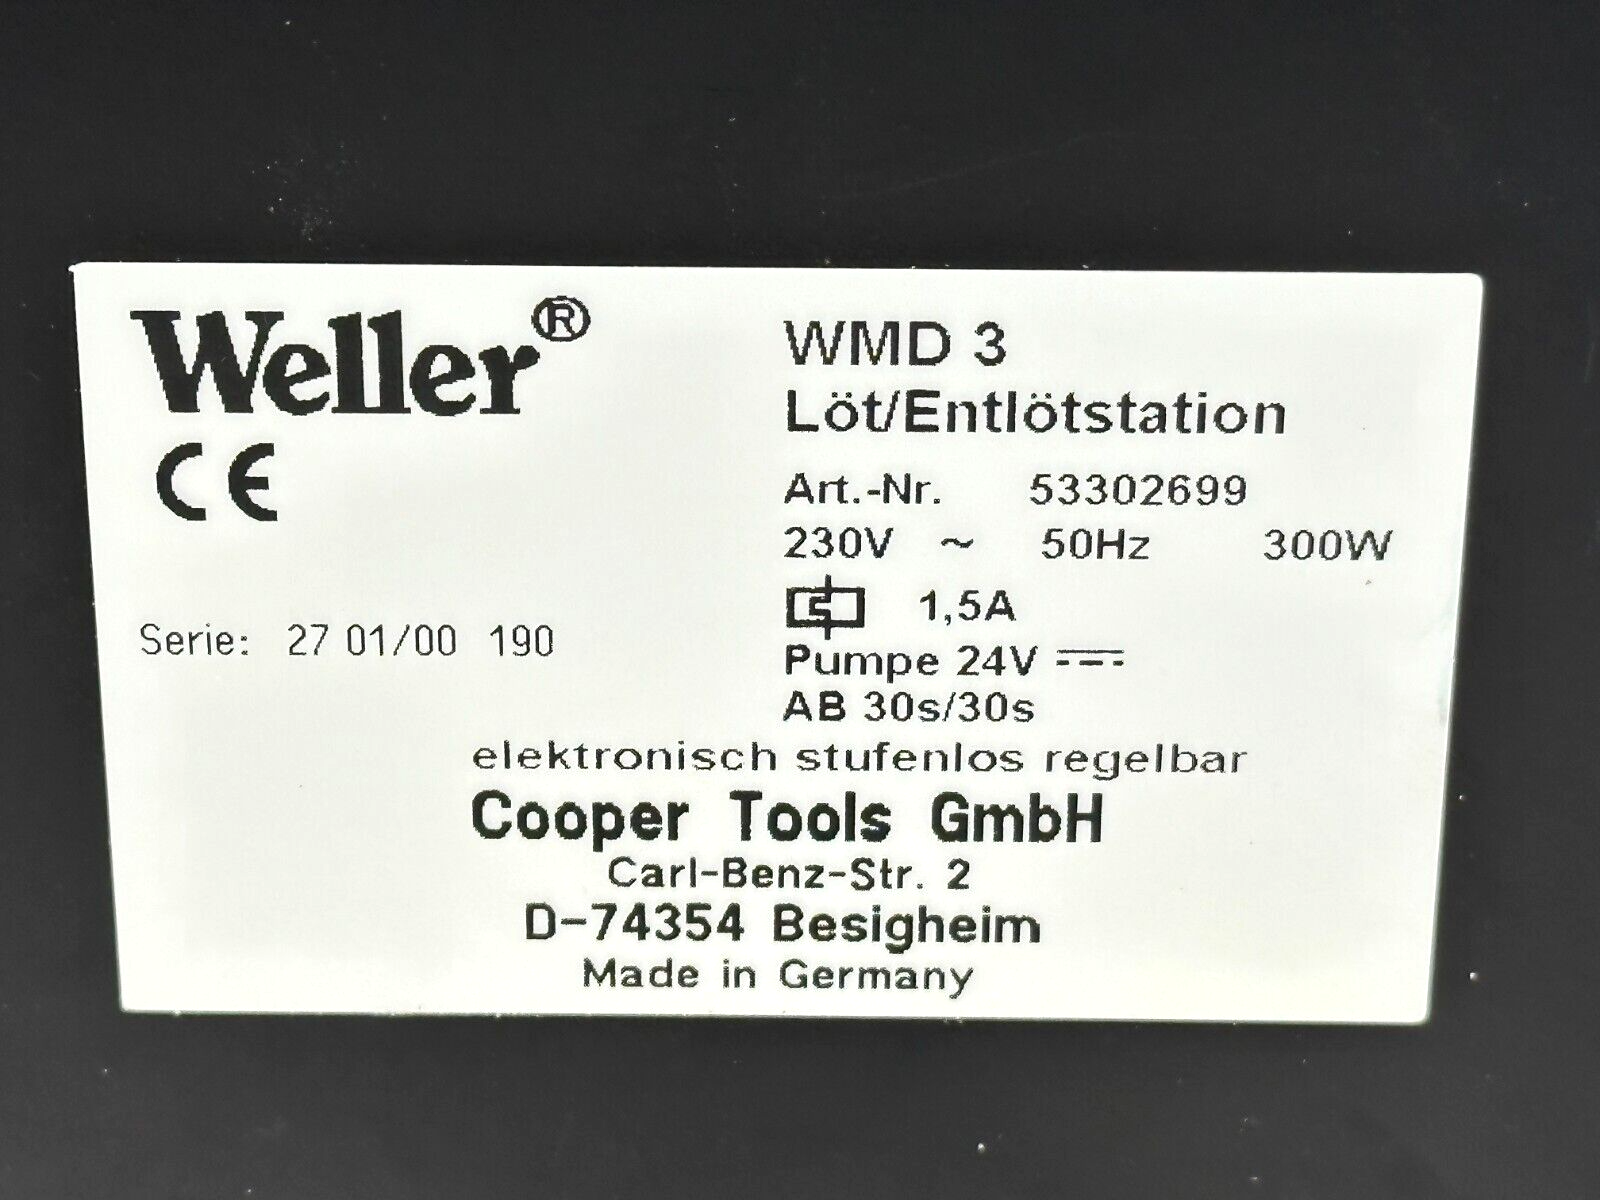 Weller®
CE
Serie: 27 01/00 190
WMD 3
Löt/Entlötstation
Art.-Nr. 53302699
230V ~ 50Hz 300W
1,5A
Pumpe 24V ⎓
AB 30s/30s
elektronisch stufenlos regelbar
Cooper Tools GmbH
Carl-Benz-Str. 2
D-74354 Besigheim
Made in Germany